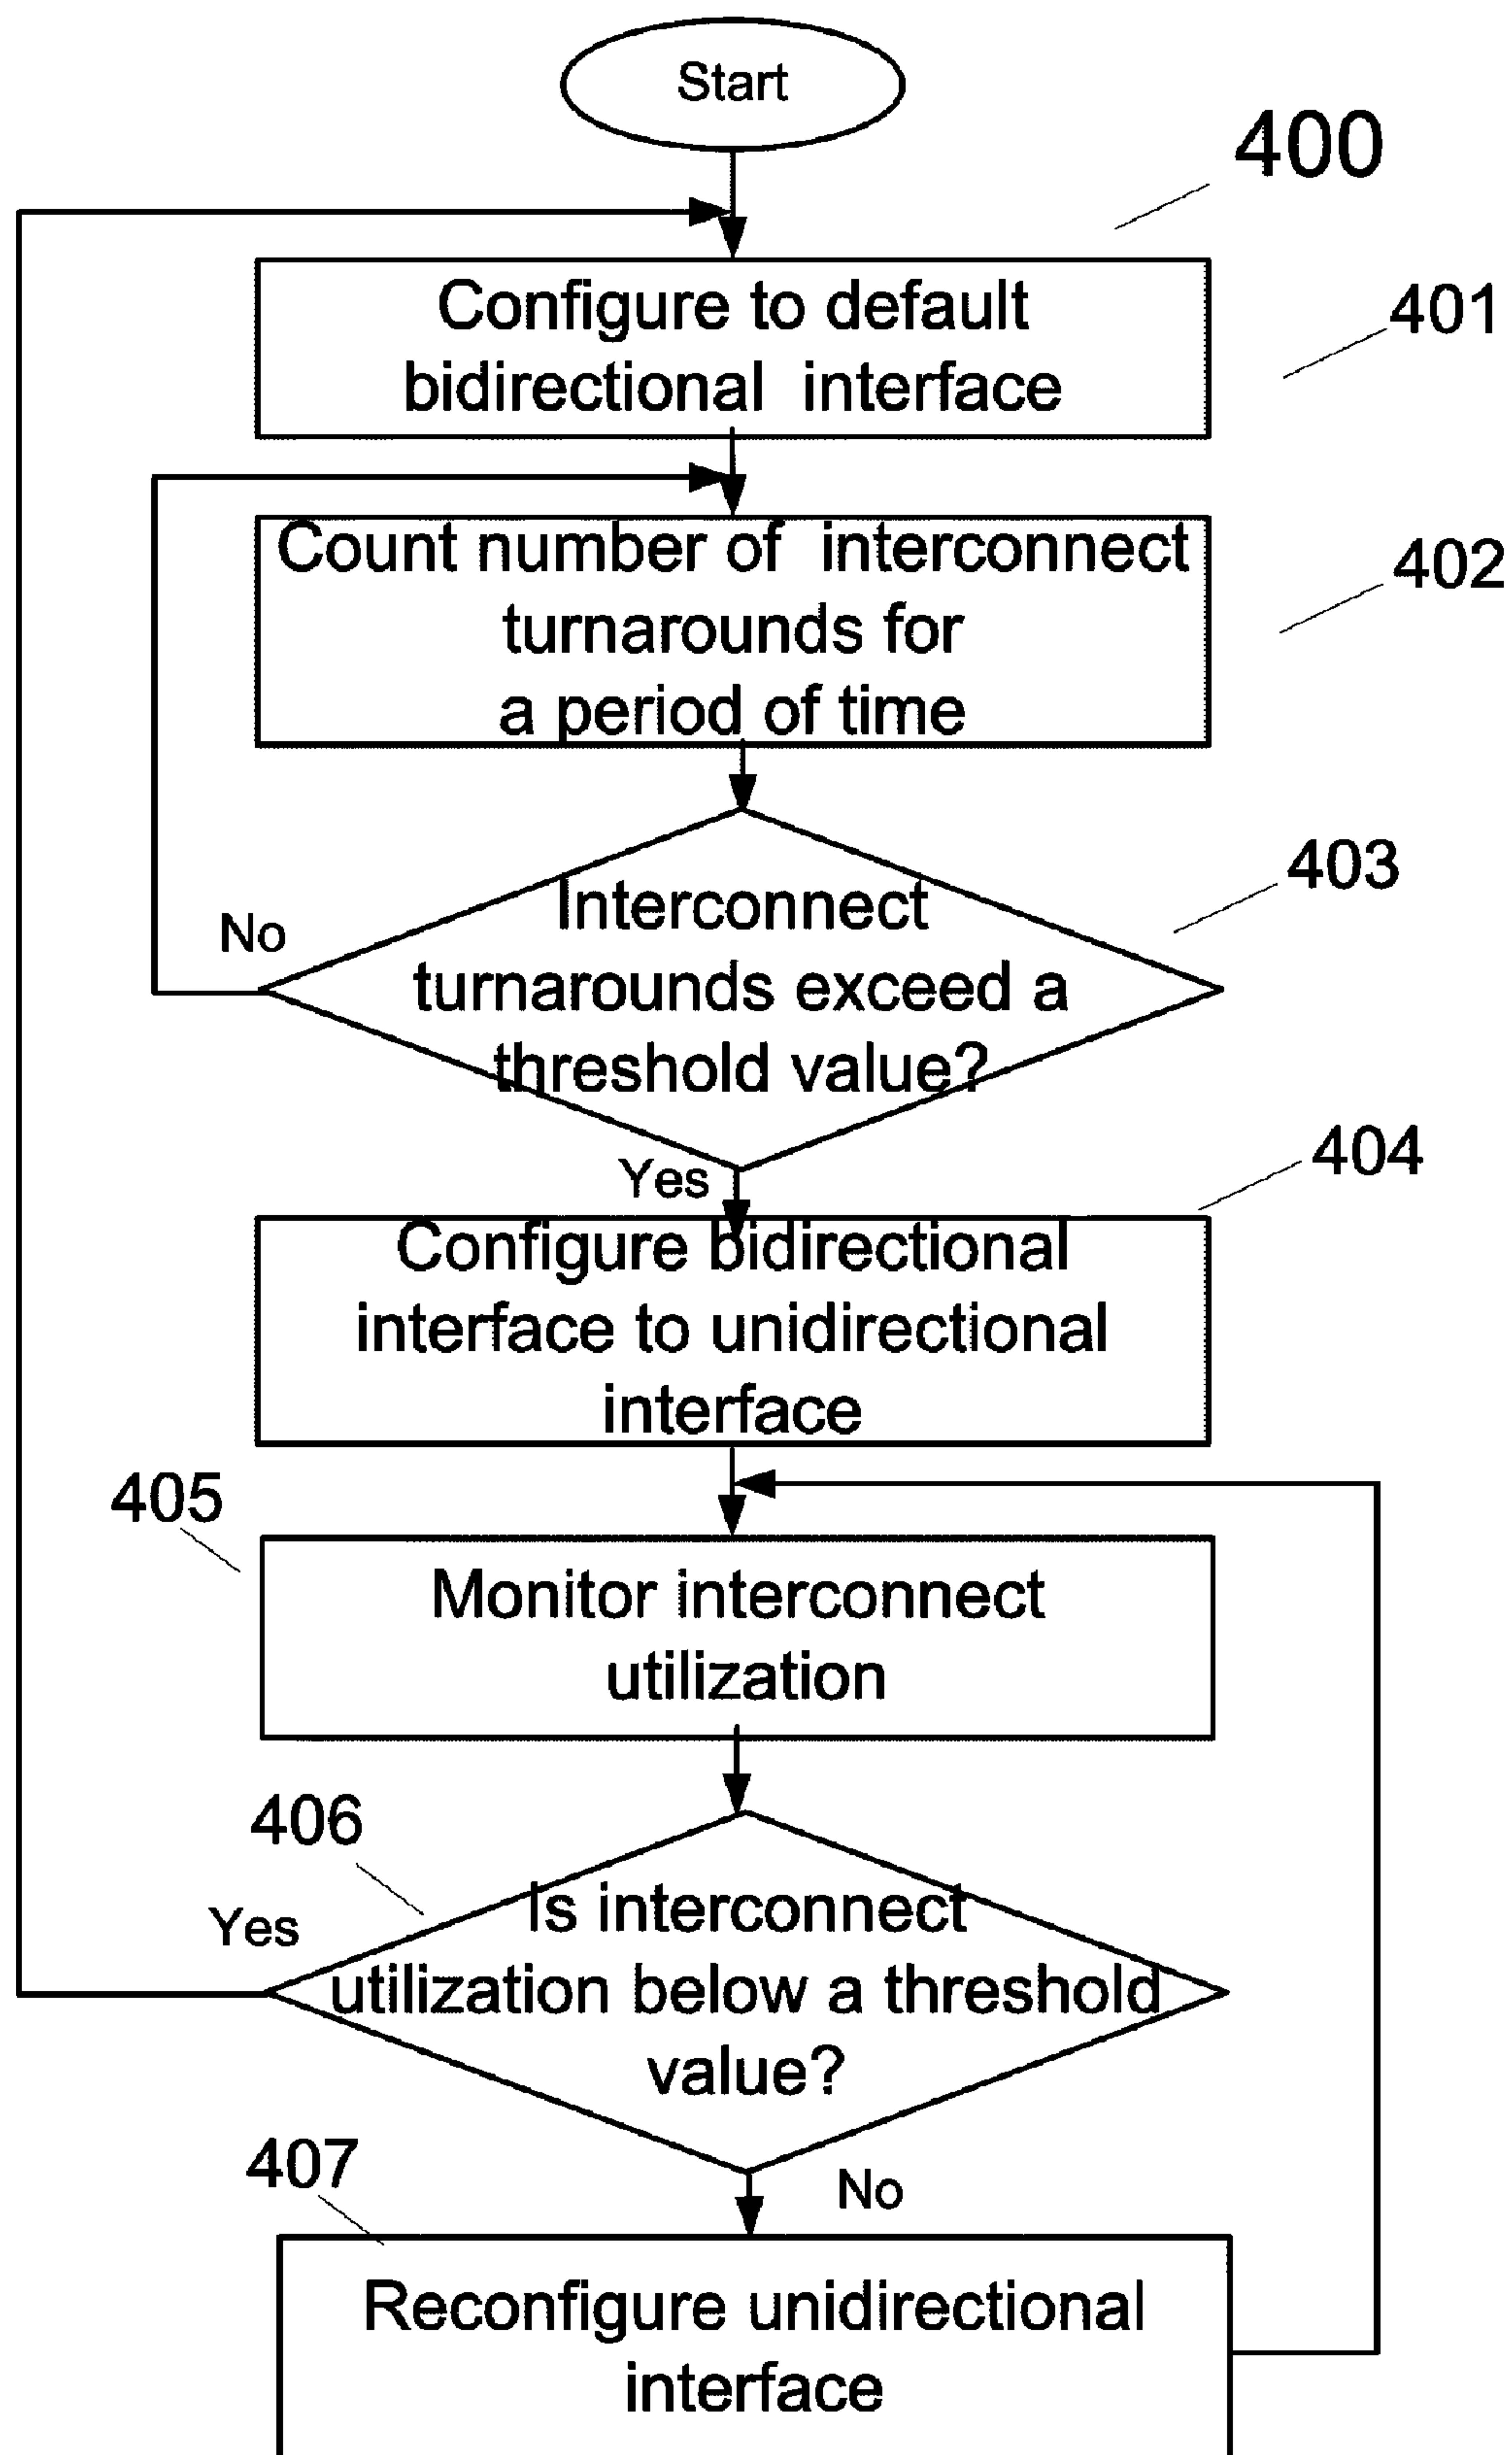 Start
400
Configure to default
bidirectional interface
401
Count number of interconnect
turnarounds for
a period of time
402
Interconnect
turnarounds exceed a
threshold value?
403
No
Yes
404
Configure bidirectional
interface to unidirectional
interface
405
Monitor interconnect
utilization
406
Is interconnect
utilization below a threshold
value?
Yes
No
407
Reconfigure unidirectional
interface